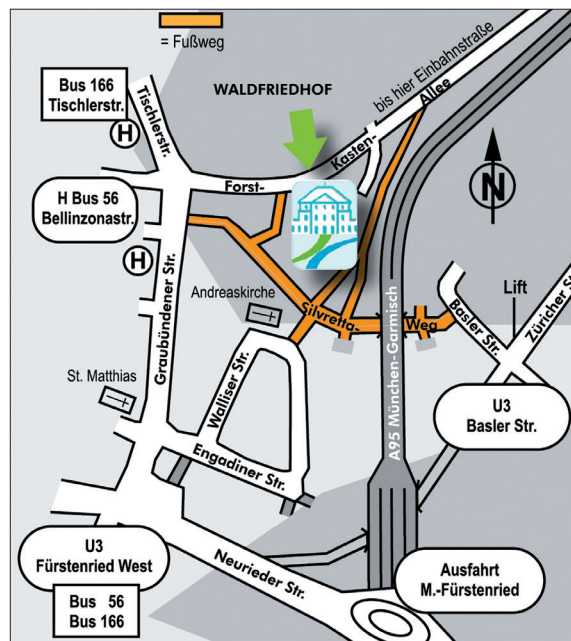 = Fußweg
Bus 166
Tischlerstr.
H
Tischlerstr.
WALDFRIEDHOF
bis hier Einbahnstraße
Forst-
Kasten-
Allee
N
H Bus 56
Bellinzonastr.
H
Graubündener Str.
Andreaskirche
Silvretta-
Weg
Basler Str.
Lift
Züricher St
A95 München-Garmisch
St. Matthias
Walliser Str.
Engadiner Str.
U3
Basler Str.
U3
Fürstenried West
Neurieder Str.
Ausfahrt
M.-Fürstenried
Bus 56
Bus 166